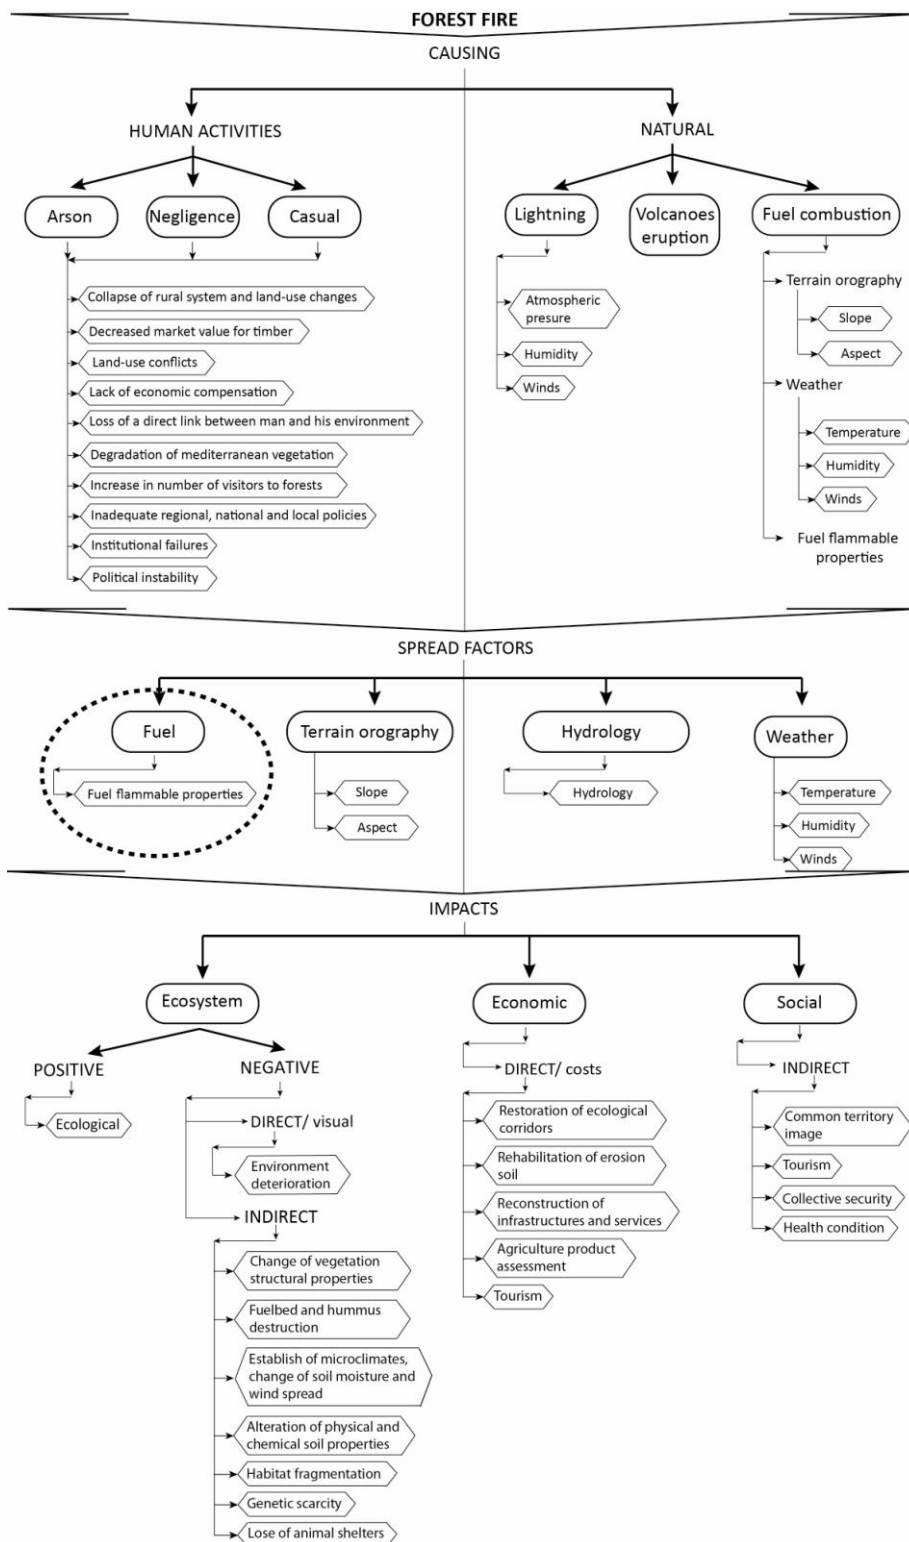 FOREST FIRE
CAUSING
HUMAN ACTIVITIES
NATURAL
Arson
Negligence
Casual
Lightning
Volcanoes
eruption
Fuel combustion
Collapse of rural system and land-use changes
Decreased market value for timber
Land-use conflicts
Lack of economic compensation
Loss of a direct link between man and his environment
Degradation of mediterranean vegetation
Increase in number of visitors to forests
Inadequate regional, national and local policies
Institutional failures
Political instability
Atmospheric
presure
Humidity
Winds
Terrain orography
Slope
Aspect
Weather
Temperature
Humidity
Winds
Fuel flammable
properties
SPREAD FACTORS
Fuel
Fuel flammable properties
Terrain orography
Slope
Aspect
Hydrology
Hydrology
Weather
Temperature
Humidity
Winds
IMPACTS
Ecosystem
Economic
Social
POSITIVE
Ecological
NEGATIVE
DIRECT/ visual
Environment
deterioration
INDIRECT
Change of vegetation
structural properties
Fuelbed and hummus
destruction
Establish of microclimates,
change of soil moisture and
wind spread
Alteration of physical and
chemical soil properties
Habitat fragmentation
Genetic scarcity
Lose of animal shelters
DIRECT/ costs
Restoration of ecological
corridors
Rehabilitation of erosion
soil
Reconstruction of
infrastructures and services
Agriculture product
assessment
Tourism
INDIRECT
Common territory
image
Tourism
Collective security
Health condition